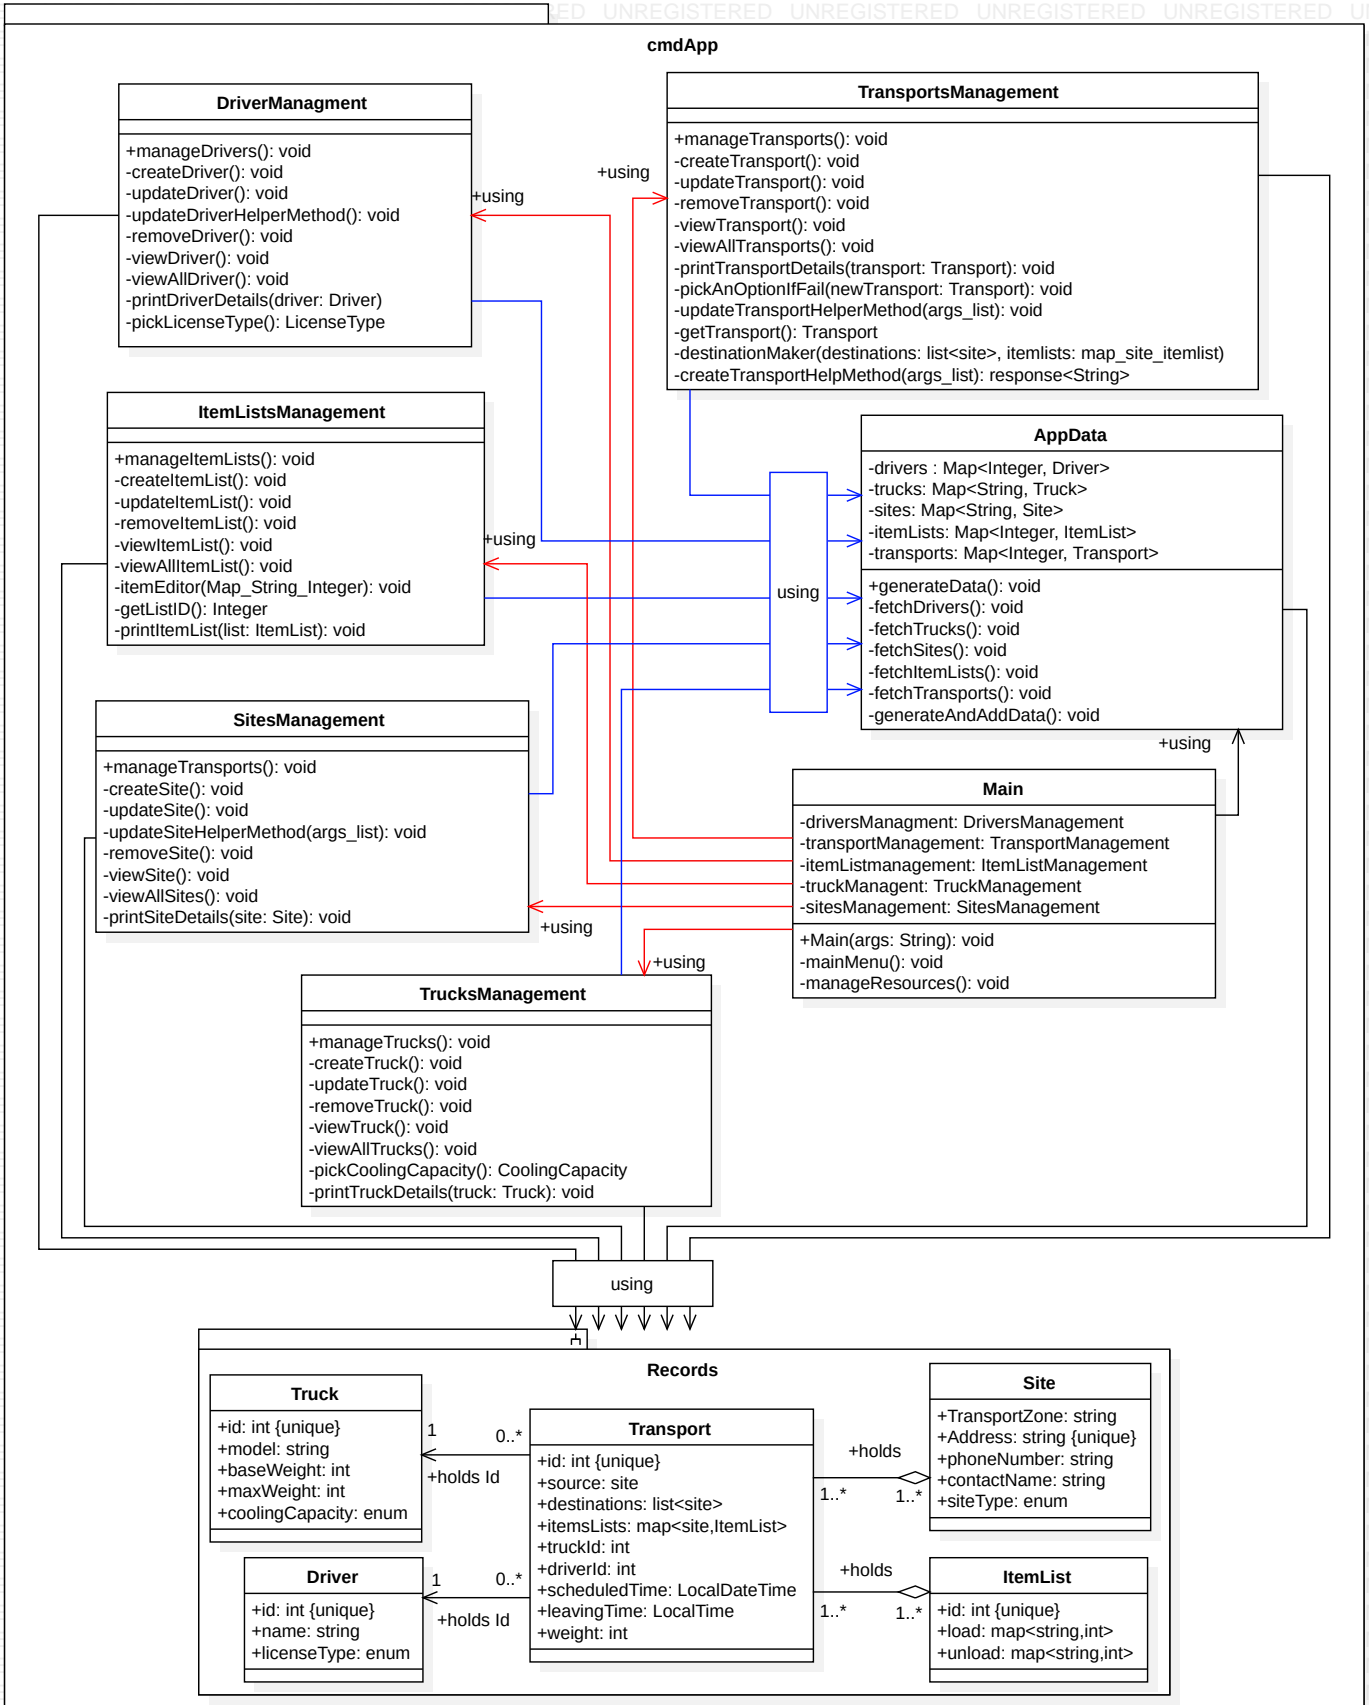 RED UNREGISTERED UNREGISTERED UNREGISTERED UNREGISTERED
cmdApp
DriverManagment
+manageDrivers(): void
-createDriver(): void
-updateDriver(): void
-updateDriverHelperMethod(): void
-removeDriver(): void
-viewDriver(): void
-viewAllDriver(): void
-printDriverDetails(driver: Driver)
-pickLicenseType(): LicenseType
+using
+using
TransportsManagement
+manageTransports(): void
-createTransport(): void
-updateTransport(): void
-removeTransport(): void
-viewTransport(): void
-viewAllTransports(): void
-printTransportDetails(transport: Transport): void
-pickAnOptionIfFail(newTransport: Transport): void
-updateTransportHelperMethod(args_list): void
-getTransport(): Transport
-destinationMaker(destinations: list<site>, itemlists: map_site_itemlist)
-createTransportHelpMethod(args_list): response<String>
ItemListsManagement
+manageItemLists(): void
-createItemList(): void
-updateItemList(): void
-removeItemList(): void
-viewItemList(): void
-viewAllItemList(): void
-itemEditor(Map_String_Integer): void
-getListID(): Integer
-printItemList(list: ItemList): void
+using
using
AppData
-drivers : Map<Integer, Driver>
-trucks: Map<String, Truck>
-sites: Map<String, Site>
-itemLists: Map<Integer, ItemList>
-transports: Map<Integer, Transport>
+generateData(): void
-fetchDrivers(): void
-fetchTrucks(): void
-fetchSites(): void
-fetchItemLists(): void
-fetchTransports(): void
-generateAndAddData(): void
+using
SitesManagement
+manageTransports(): void
-createSite(): void
-updateSite(): void
-updateSiteHelperMethod(args_list): void
-removeSite(): void
-viewSite(): void
-viewAllSites(): void
-printSiteDetails(site: Site): void
+using
Main
-driversManagment: DriversManagement
-transportManagement: TransportManagement
-itemListmanagement: ItemListManagement
-truckManagent: TruckManagement
-sitesManagement: SitesManagement
+Main(args: String): void
-mainMenu(): void
-manageResources(): void
+using
TrucksManagement
+manageTrucks(): void
-createTruck(): void
-updateTruck(): void
-removeTruck(): void
-viewTruck(): void
-viewAllTrucks(): void
-pickCoolingCapacity(): CoolingCapacity
-printTruckDetails(truck: Truck): void
using
Records
Truck
+id: int {unique}
+model: string
+baseWeight: int
+maxWeight: int
+coolingCapacity: enum
1
0..*
+holds Id
Transport
+id: int {unique}
+source: site
+destinations: list<site>
+itemsLists: map<site,ItemList>
+truckId: int
+driverId: int
+scheduledTime: LocalDateTime
+leavingTime: LocalTime
+weight: int
+holds
1..*
1..*
Site
+TransportZone: string
+Address: string {unique}
+phoneNumber: string
+contactName: string
+siteType: enum
Driver
+id: int {unique}
+name: string
+licenseType: enum
1
0..*
+holds Id
+holds
1..*
1..*
ItemList
+id: int {unique}
+load: map<string,int>
+unload: map<string,int>